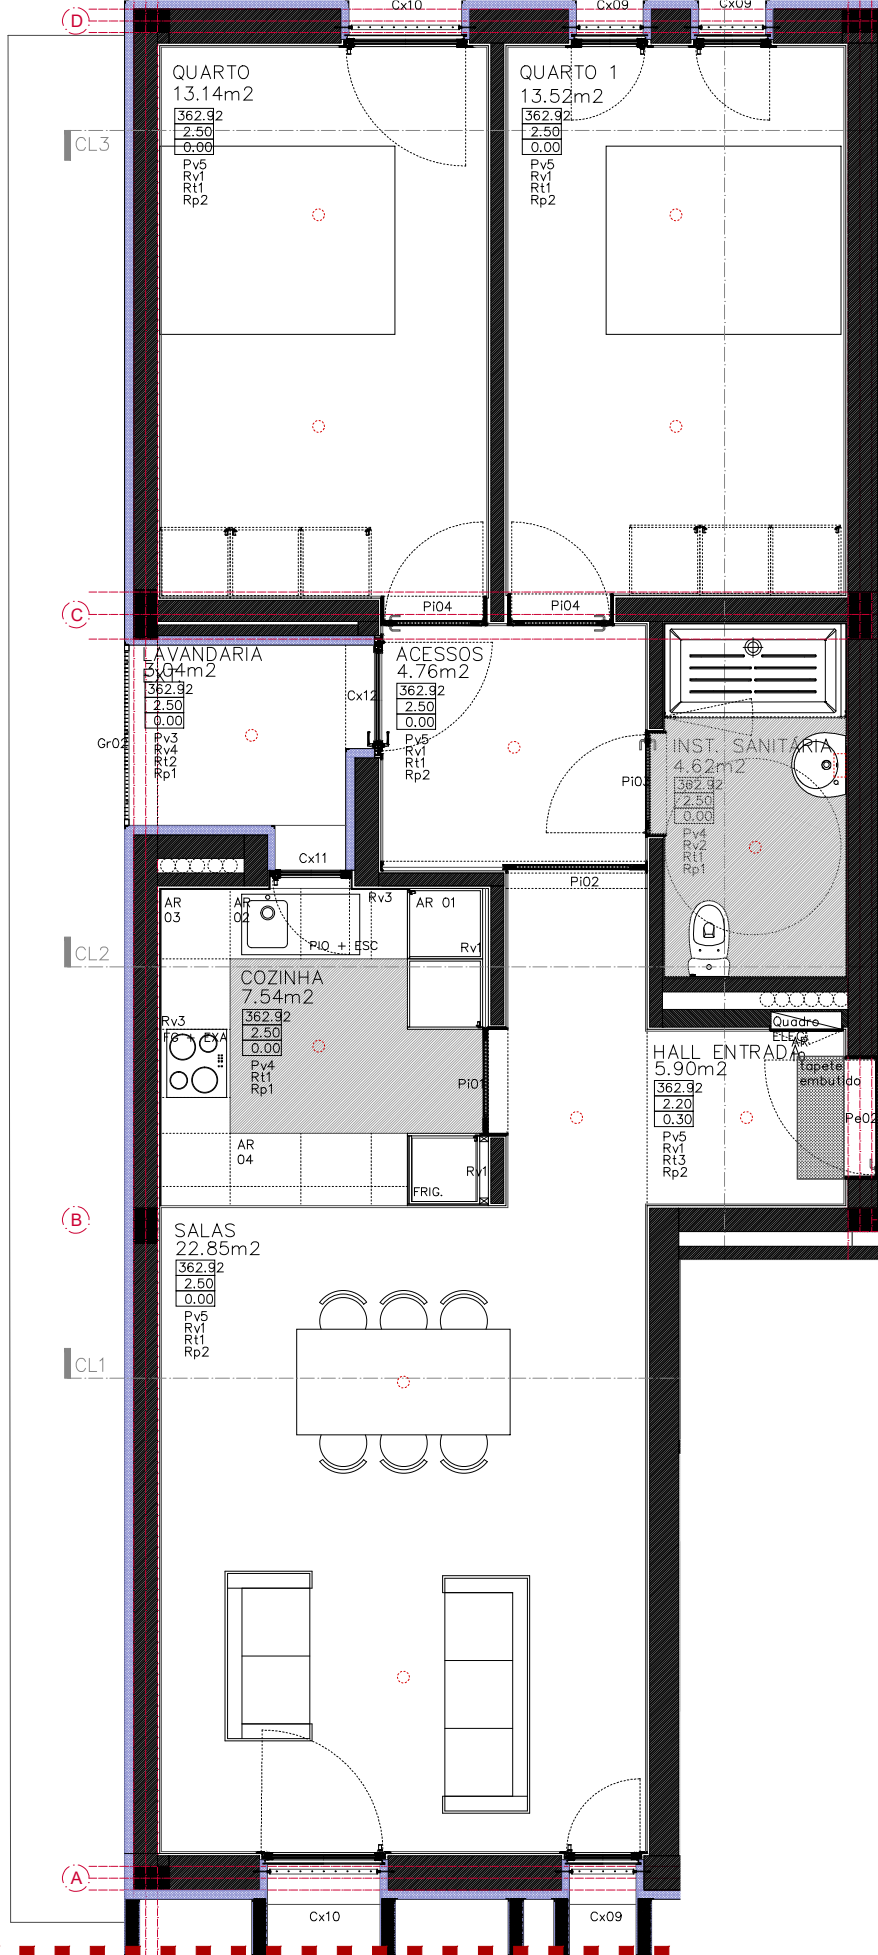 Cx10
Cx09
Cx09
D
QUARTO
13.14m2
362.92
2.50
0.00
Pv5
Rv1
Rt1
Rp2
QUARTO 1
13.52m2
362.92
2.50
0.00
Pv5
Rv1
Rt1
Rp2
CL3
Pi04
Pi04
C
LAVANDARIA
EXT.
3.04m2
362.92
2.50
0.00
Pv3
Rv4
Rt2
Rp1
Gr02
Cx12
ACESSOS
4.76m2
362.92
2.50
0.00
Pv5
Rv1
Rt1
Rp2
Pi03
INST. SANITÁRIA
4.62m2
362.92
2.50
0.00
Pv4
Rv2
Rt1
Rp1
Cx11
Pi02
AR
03
AR
02
Rv3
AR 01
PIO + ESC
Rv1
CL2
COZINHA
7.54m2
362.92
2.50
0.00
Pv4
Rt1
Rp1
Rv3
FG + EXA
Pi01
AR
04
Rv1
FRIG.
Quadro
ELEC.
AR
HALL ENTRADA
5.90m2
362.92
2.20
0.30
Pv5
Rv1
Rt3
Rp2
tapete
embutido
Pe02
B
SALAS
22.85m2
362.92
2.50
0.00
Pv5
Rv1
Rt1
Rp2
CL1
A
Cx10
Cx09